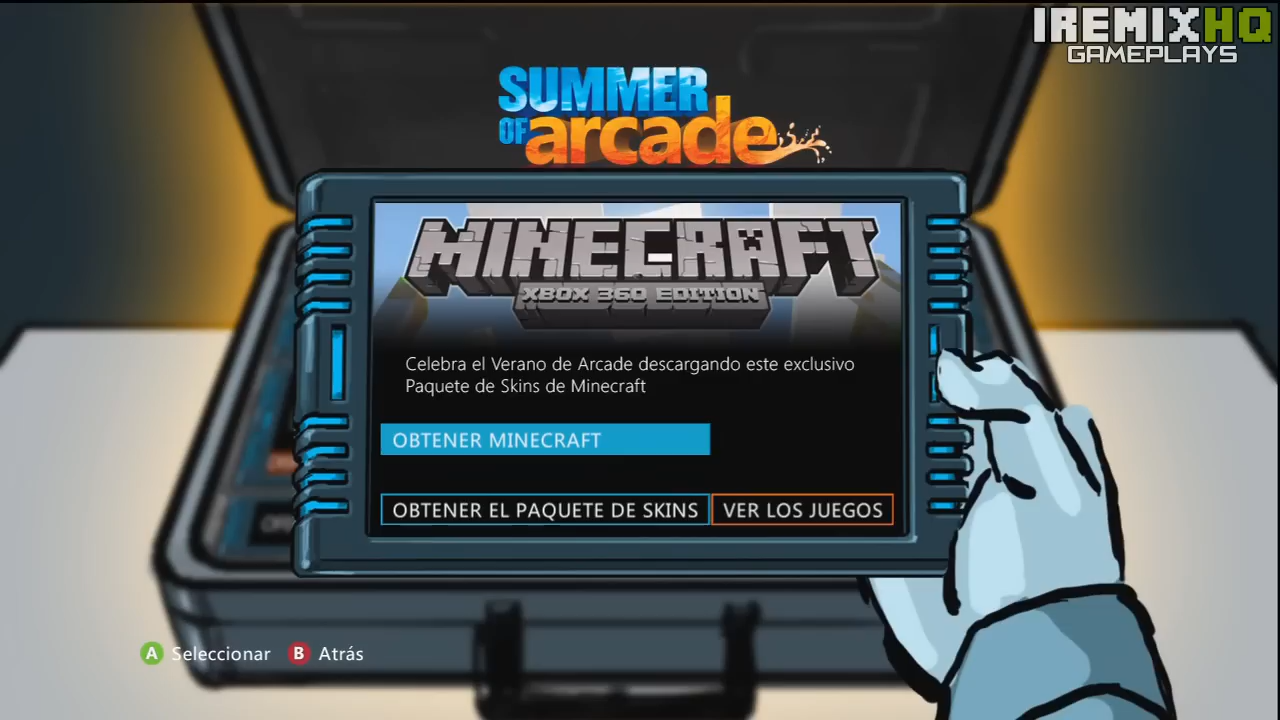 IREMIXHQ
GAMEPLAYS
SUMMER
OF arcade
MINECRAFT
XBOX 360 EDITION
Celebra el Verano de Arcade descargando este exclusivo
Paquete de Skins de Minecraft
OBTENER MINECRAFT
OBTENER EL PAQUETE DE SKINS VER LOS JUEGOS
A Seleccionar B Atrás